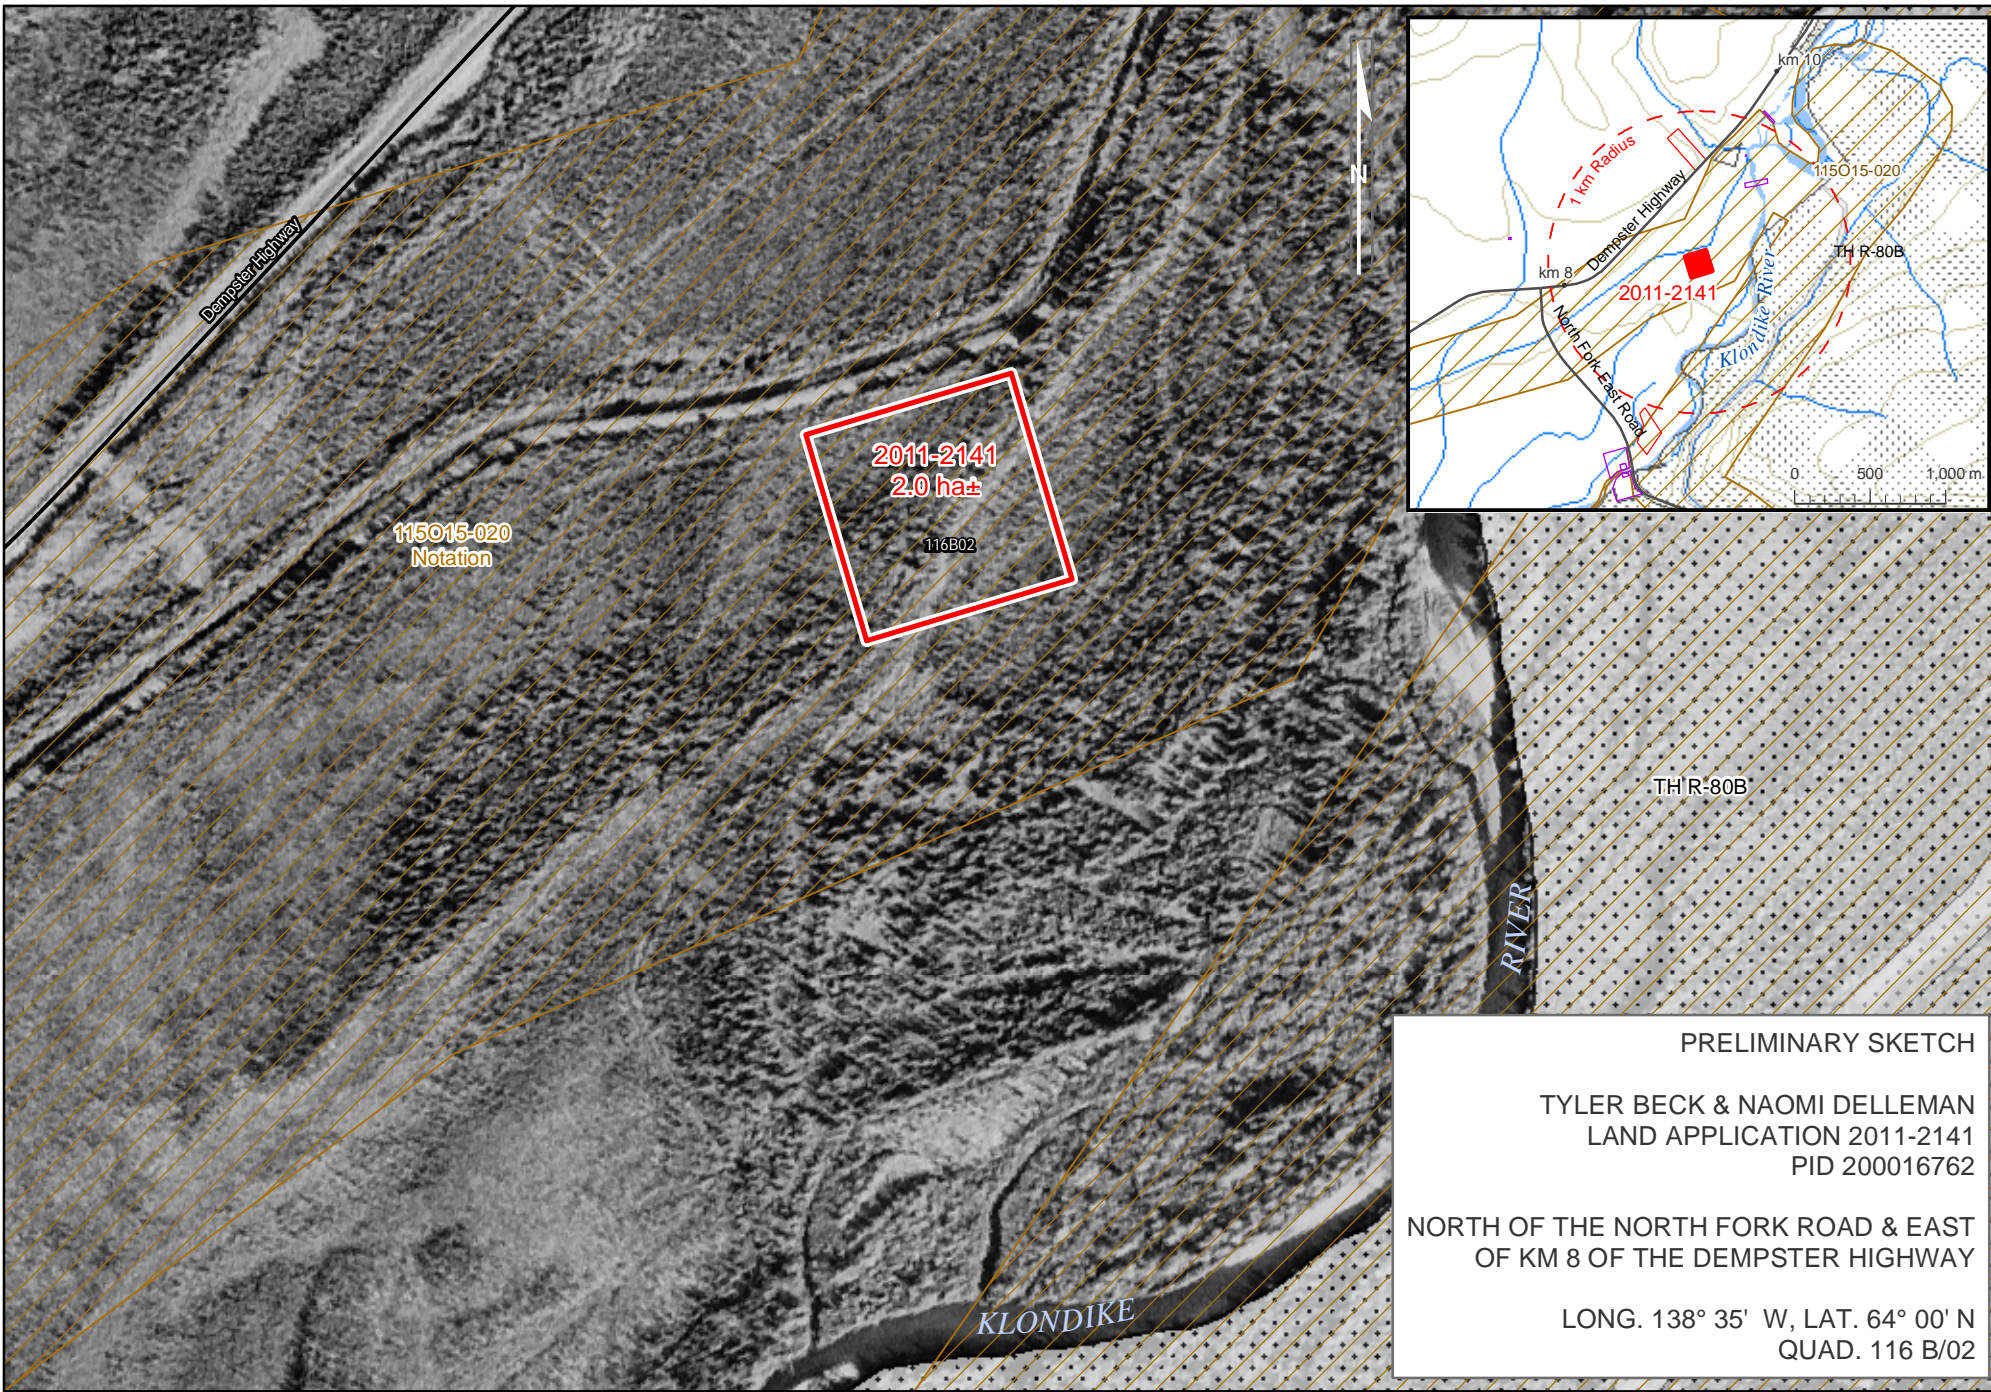 Dempster Highway
115O15-020
Notation
2011-2141
2.0 ha±
116B02
N
km 10
1 km Radius
115O15-020
Dempster Highway
TH R-80B
km 8
2011-2141
Klondike River
North Fork East Road
0 500 1,000 m
TH R-80B
RIVER
KLONDIKE
PRELIMINARY SKETCH
TYLER BECK & NAOMI DELLEMAN
LAND APPLICATION 2011-2141
PID 200016762
NORTH OF THE NORTH FORK ROAD & EAST
OF KM 8 OF THE DEMPSTER HIGHWAY
LONG. 138° 35' W, LAT. 64° 00' N
QUAD. 116 B/02